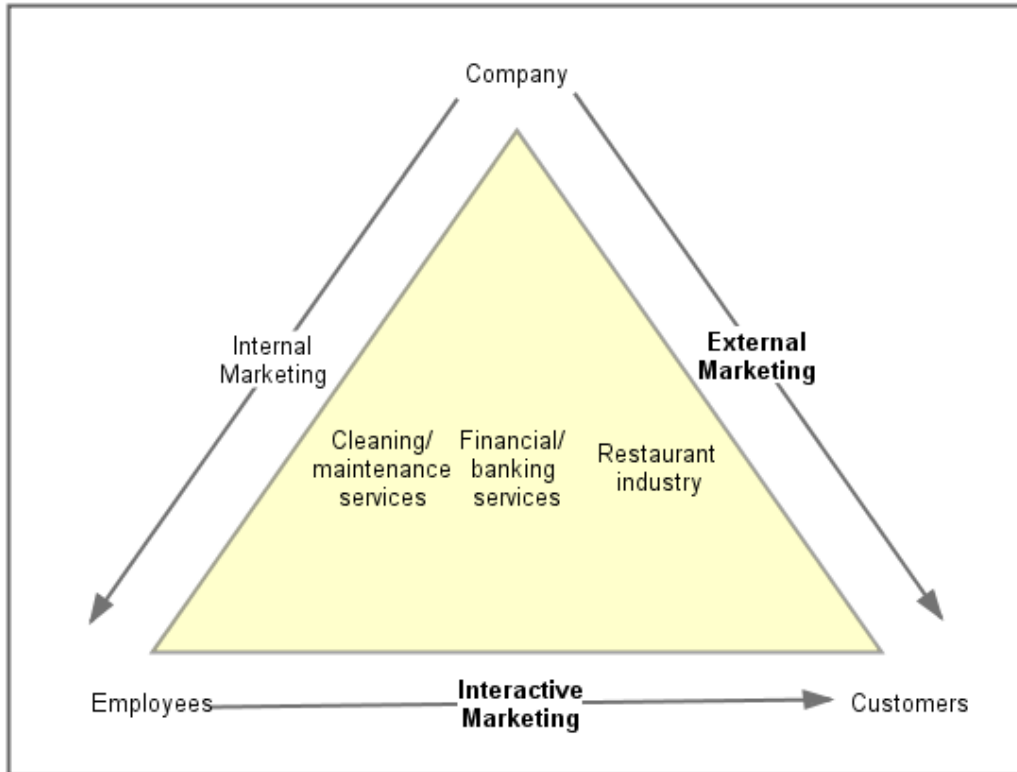 Company
Internal
Marketing
External
Marketing
Cleaning/
maintenance
services
Financial/
banking
services
Restaurant
industry
Employees
Interactive
Marketing
Customers